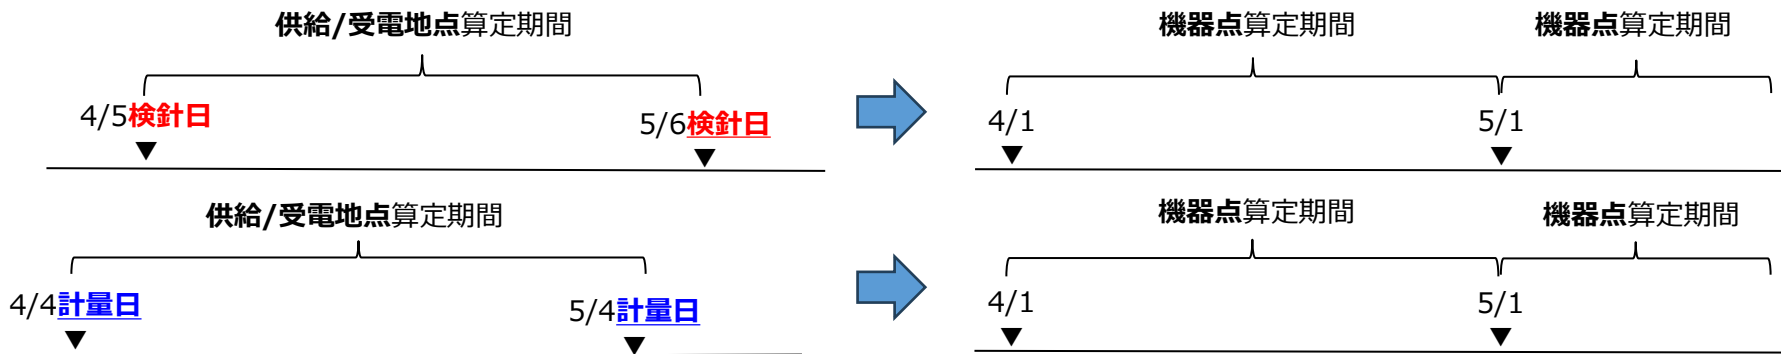 供給/受電地点算定期間
4/5検針日
5/6検針日
機器点算定期間
機器点算定期間
4/1
5/1
供給/受電地点算定期間
4/4計量日
5/4計量日
機器点算定期間
機器点算定期間
4/1
5/1